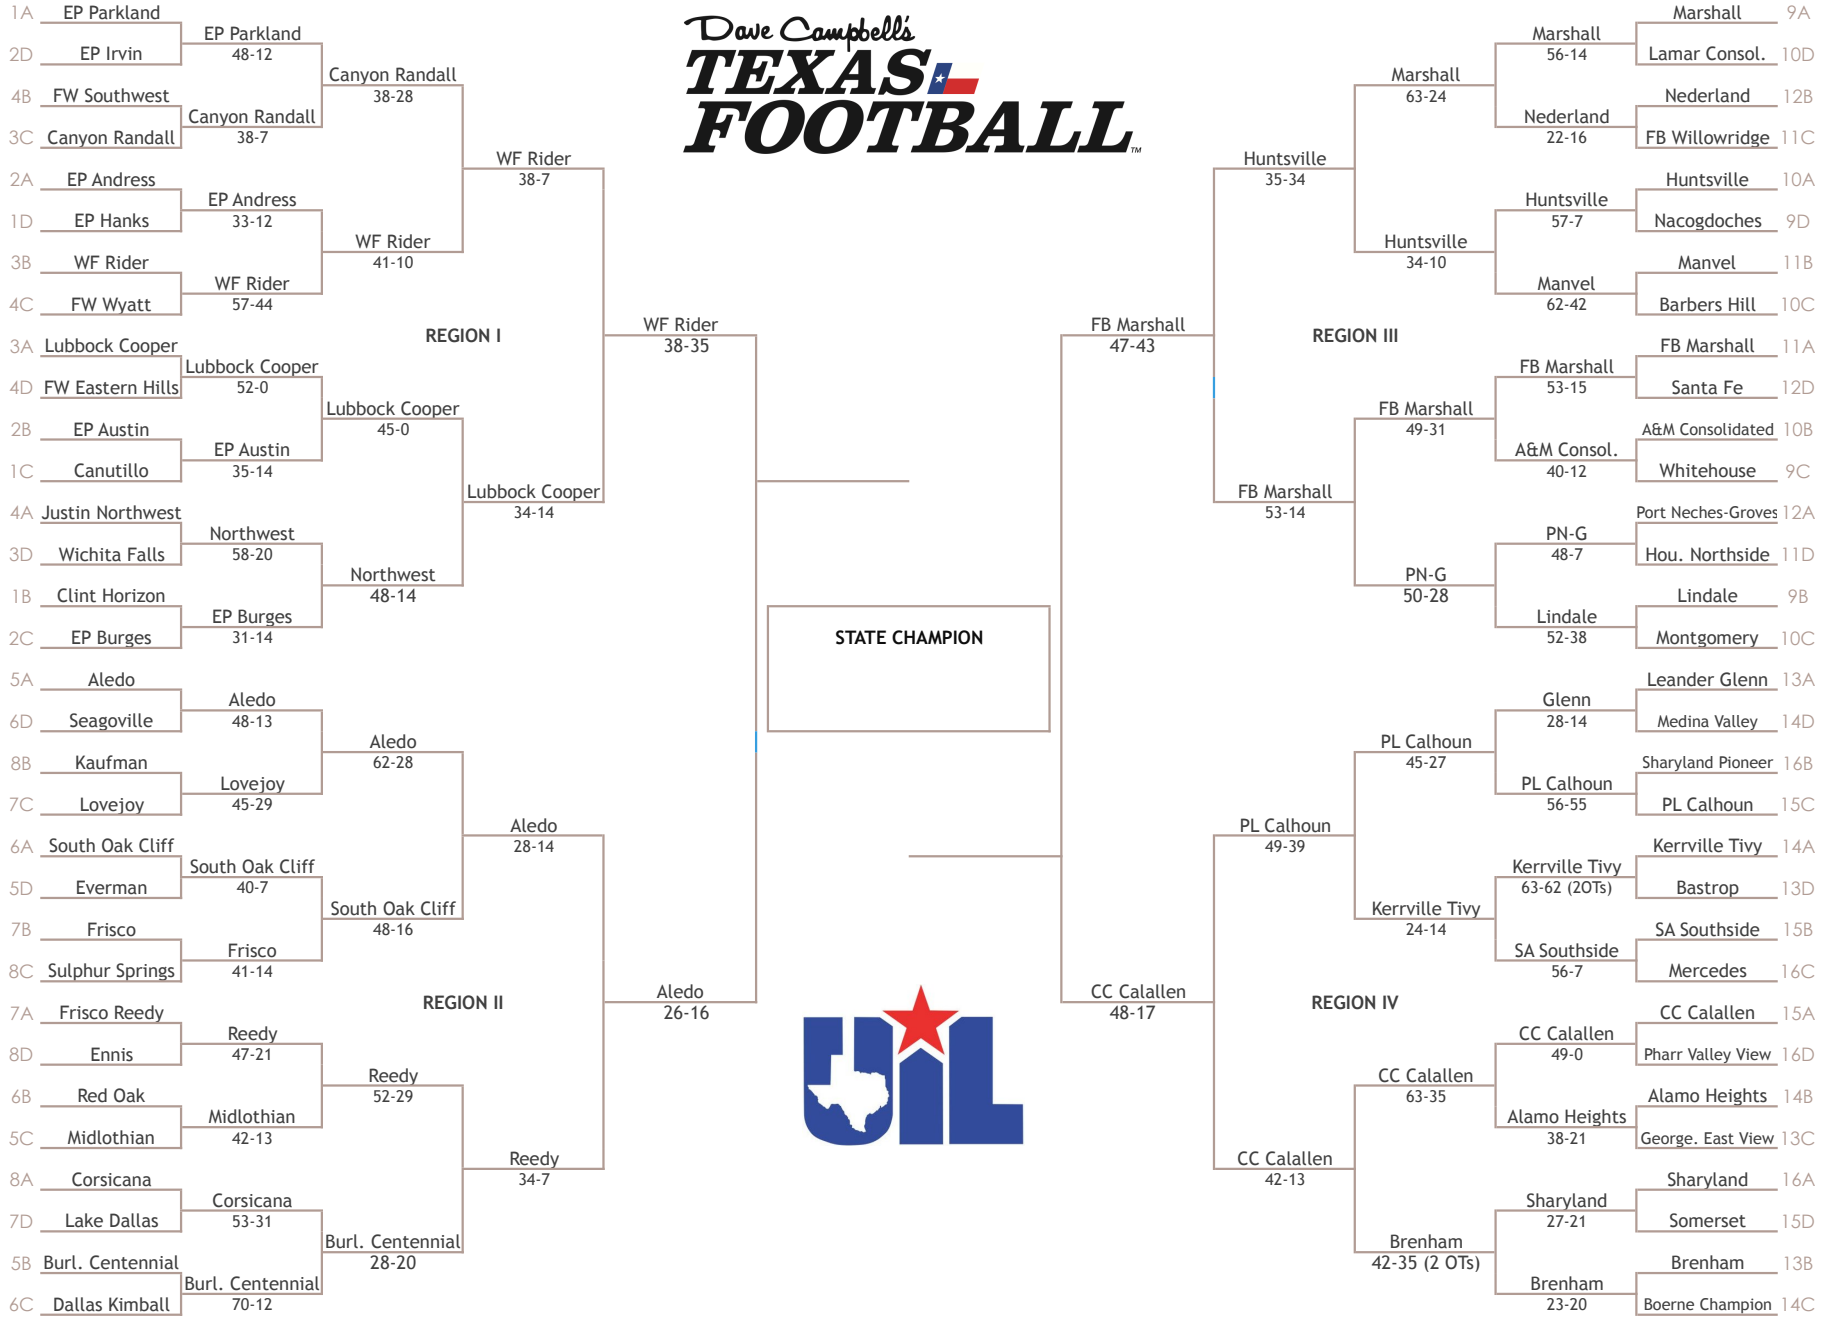 Dave Campbell's
TEXAS
FOOTBALL™
1A EP Parkland
2D EP Irvin
4B FW Southwest
3C Canyon Randall
2A EP Andress
1D EP Hanks
3B WF Rider
4C FW Wyatt
3A Lubbock Cooper
4D FW Eastern Hills
2B EP Austin
1C Canutillo
4A Justin Northwest
3D Wichita Falls
1B Clint Horizon
2C EP Burges
5A Aledo
6D Seagoville
8B Kaufman
7C Lovejoy
6A South Oak Cliff
5D Everman
7B Frisco
8C Sulphur Springs
7A Frisco Reedy
8D Ennis
6B Red Oak
5C Midlothian
8A Corsicana
7D Lake Dallas
5B Burl. Centennial
6C Dallas Kimball
EP Parkland
48-12
Canyon Randall
38-7
EP Andress
33-12
WF Rider
57-44
Lubbock Cooper
52-0
EP Austin
35-14
Northwest
58-20
EP Burges
31-14
Aledo
48-13
Lovejoy
45-29
South Oak Cliff
40-7
Frisco
41-14
Reedy
47-21
Midlothian
42-13
Corsicana
53-31
Burl. Centennial
70-12
Canyon Randall
38-28
WF Rider
41-10
Lubbock Cooper
45-0
Northwest
48-14
Aledo
62-28
South Oak Cliff
48-16
Reedy
52-29
Burl. Centennial
28-20
WF Rider
38-7
Lubbock Cooper
34-14
Aledo
28-14
Reedy
34-7
REGION I
REGION II
WF Rider
38-35
Aledo
26-16
STATE CHAMPION
UIL
FB Marshall
47-43
CC Calallen
48-17
REGION III
REGION IV
Huntsville
35-34
FB Marshall
53-14
PL Calhoun
49-39
CC Calallen
42-13
Marshall
63-24
Huntsville
34-10
FB Marshall
49-31
PN-G
50-28
PL Calhoun
45-27
Kerrville Tivy
24-14
CC Calallen
63-35
Brenham
42-35 (2 OTs)
Marshall
56-14
Nederland
22-16
Huntsville
57-7
Manvel
62-42
FB Marshall
53-15
A&M Consol.
40-12
PN-G
48-7
Lindale
52-38
Glenn
28-14
PL Calhoun
56-55
Kerrville Tivy
63-62 (2OTs)
SA Southside
56-7
CC Calallen
49-0
Alamo Heights
38-21
Sharyland
27-21
Brenham
23-20
Marshall 9A
Lamar Consol. 10D
Nederland 12B
FB Willowridge 11C
Huntsville 10A
Nacogdoches 9D
Manvel 11B
Barbers Hill 10C
FB Marshall 11A
Santa Fe 12D
A&M Consolidated 10B
Whitehouse 9C
Port Neches-Groves 12A
Hou. Northside 11D
Lindale 9B
Montgomery 10C
Leander Glenn 13A
Medina Valley 14D
Sharyland Pioneer 16B
PL Calhoun 15C
Kerrville Tivy 14A
Bastrop 13D
SA Southside 15B
Mercedes 16C
CC Calallen 15A
Pharr Valley View 16D
Alamo Heights 14B
George. East View 13C
Sharyland 16A
Somerset 15D
Brenham 13B
Boerne Champion 14C